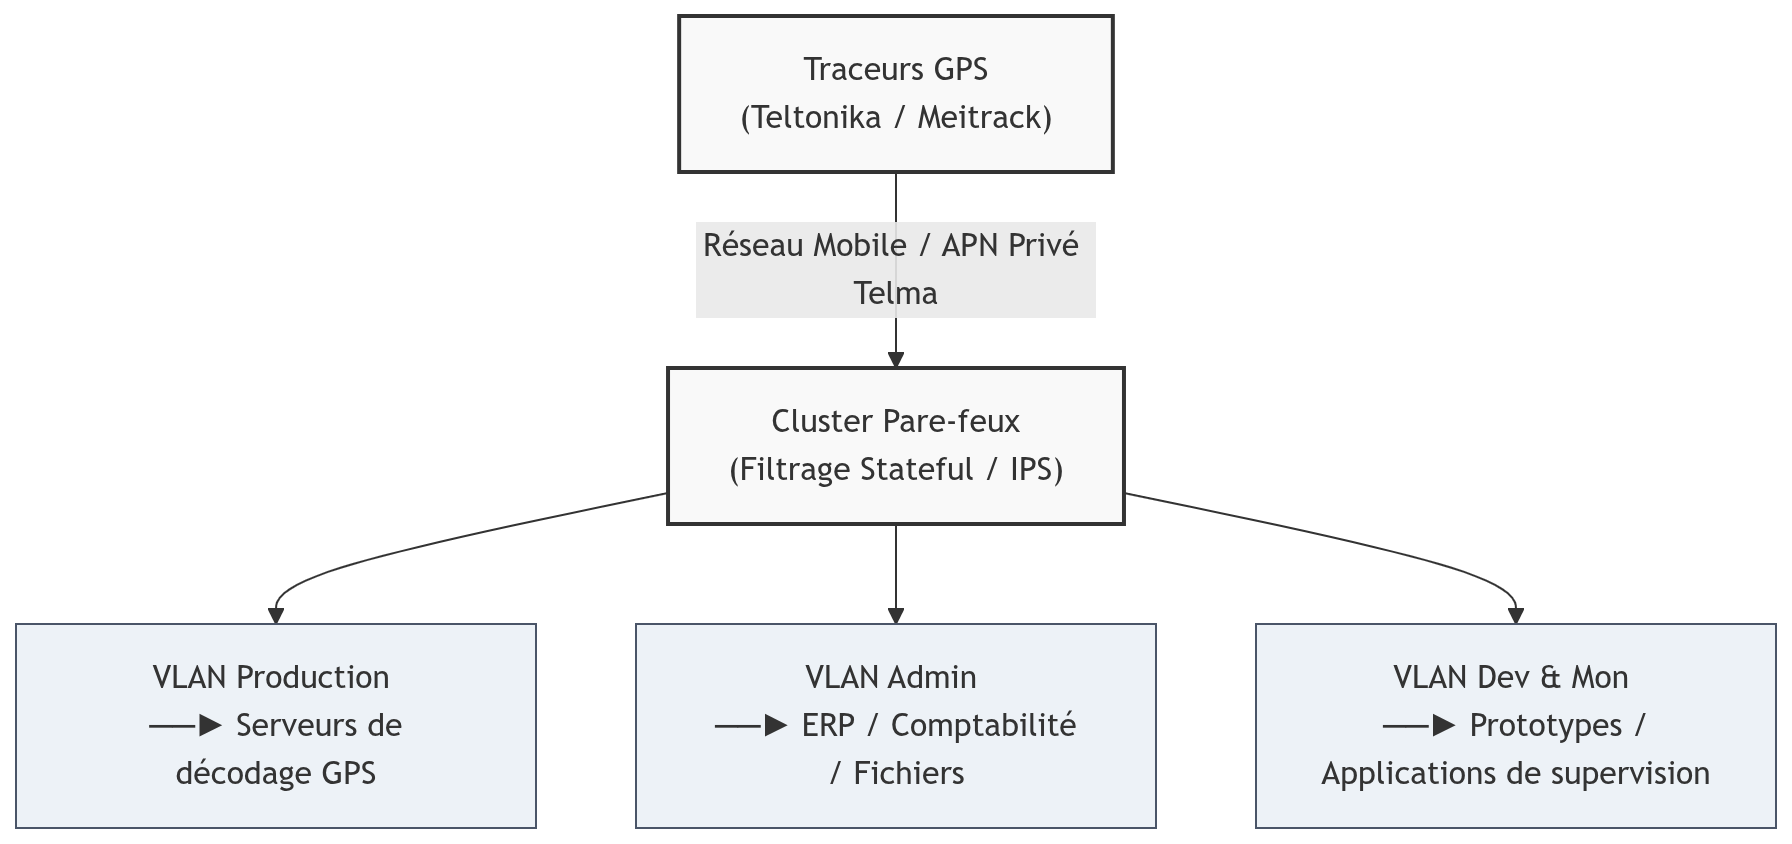 Traceurs GPS
(Teltonika / Meitrack)
Réseau Mobile / APN Privé
Telma
Cluster Pare-feux
(Filtrage Stateful / IPS)
VLAN Production
──► Serveurs de
décodage GPS
VLAN Admin
──► ERP / Comptabilité
/ Fichiers
VLAN Dev & Mon
──► Prototypes /
Applications de supervision